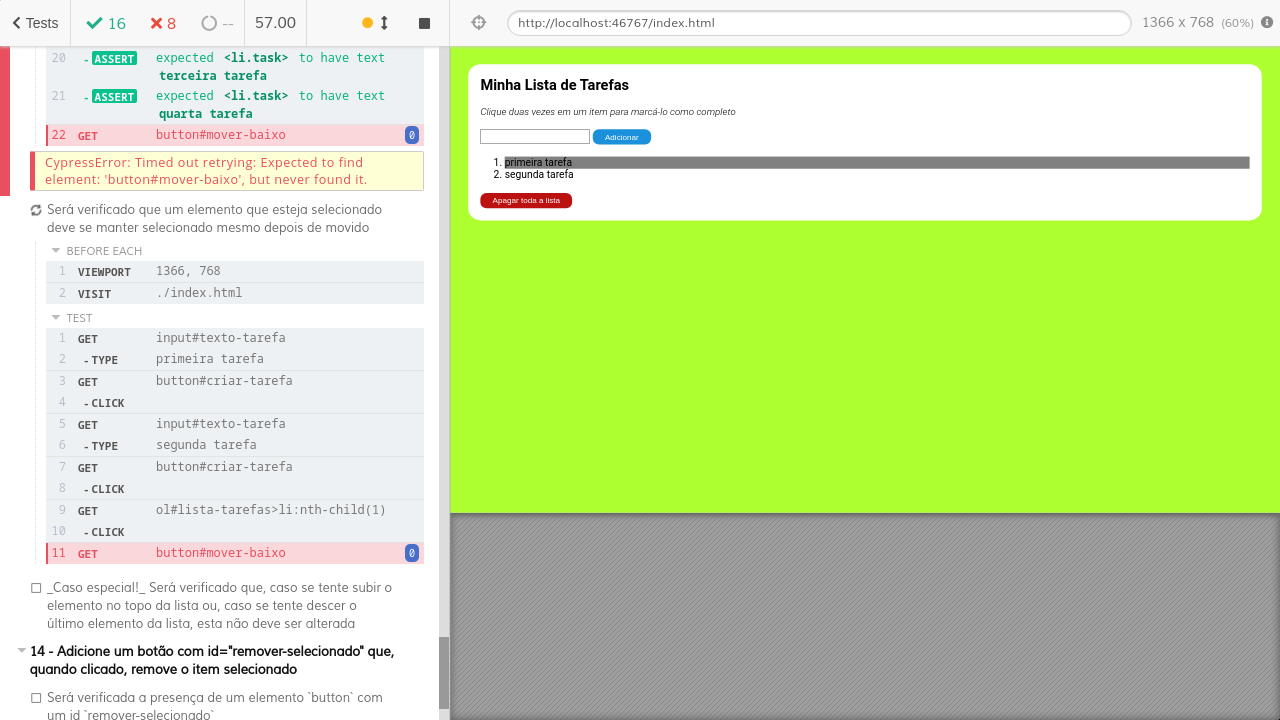 Tests 16 8 -- 57.00
http://localhost:46767/index.html 1366 x 768 (60%)
20 -ASSERT expected <li.task> to have text
terceira tarefa
21 -ASSERT expected <li.task> to have text
quarta tarefa
22 GET button#mover-baixo 0
CypressError: Timed out retrying: Expected to find
element: 'button#mover-baixo', but never found it.
Será verificado que um elemento que esteja selecionado
deve se manter selecionado mesmo depois de movido
BEFORE EACH
1 VIEWPORT 1366, 768
2 VISIT ./index.html
TEST
1 GET input#texto-tarefa
2 -TYPE primeira tarefa
3 GET button#criar-tarefa
4 -CLICK
5 GET input#texto-tarefa
6 -TYPE segunda tarefa
7 GET button#criar-tarefa
8 -CLICK
9 GET ol#lista-tarefas>li:nth-child(1)
10 -CLICK
11 GET button#mover-baixo 0
_Caso especial!_ Será verificado que, caso se tente subir o
elemento no topo da lista ou, caso se tente descer o
último elemento da lista, esta não deve ser alterada
14 - Adicione um botão com id="remover-selecionado" que,
quando clicado, remove o item selecionado
Será verificada a presença de um elemento `button` com
um id `remover-selecionado`
Minha Lista de Tarefas
Clique duas vezes em um item para marcá-lo como completo
Adicionar
1. primeira tarefa
2. segunda tarefa
Apagar toda a lista